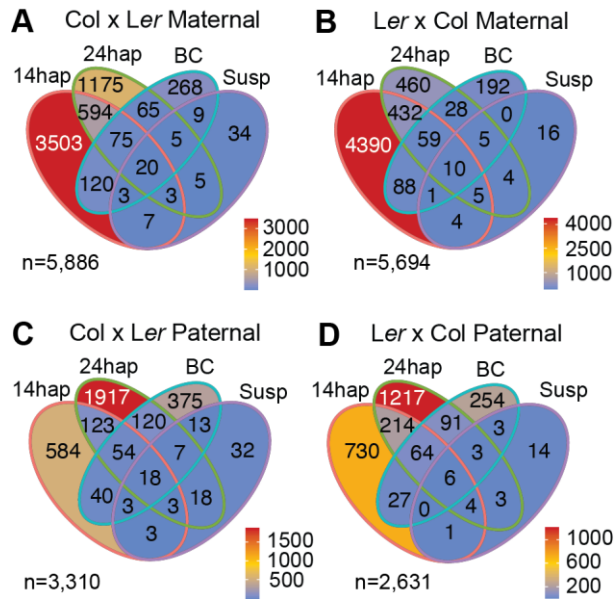 A Col x Ler Maternal
24hap BC
14hap Susp
1175 268
594 65 9
3503 75 5 34
20
120 3 3 5
7
3000
2000
1000
n=5,886
B Ler x Col Maternal
24hap BC
14hap Susp
460 192
432 28 0
4390 59 5 16
10
88 1 5 4
4
4000
2500
1000
n=5,694
C Col x Ler Paternal
24hap BC
14hap Susp
1917 375
123 120 13
584 54 7 32
18
40 3 3 18
3
1500
1000
500
n=3,310
D Ler x Col Paternal
24hap BC
14hap Susp
1217 254
214 91 3
730 64 3 14
6
27 0 4 3
1
1000
600
200
n=2,631